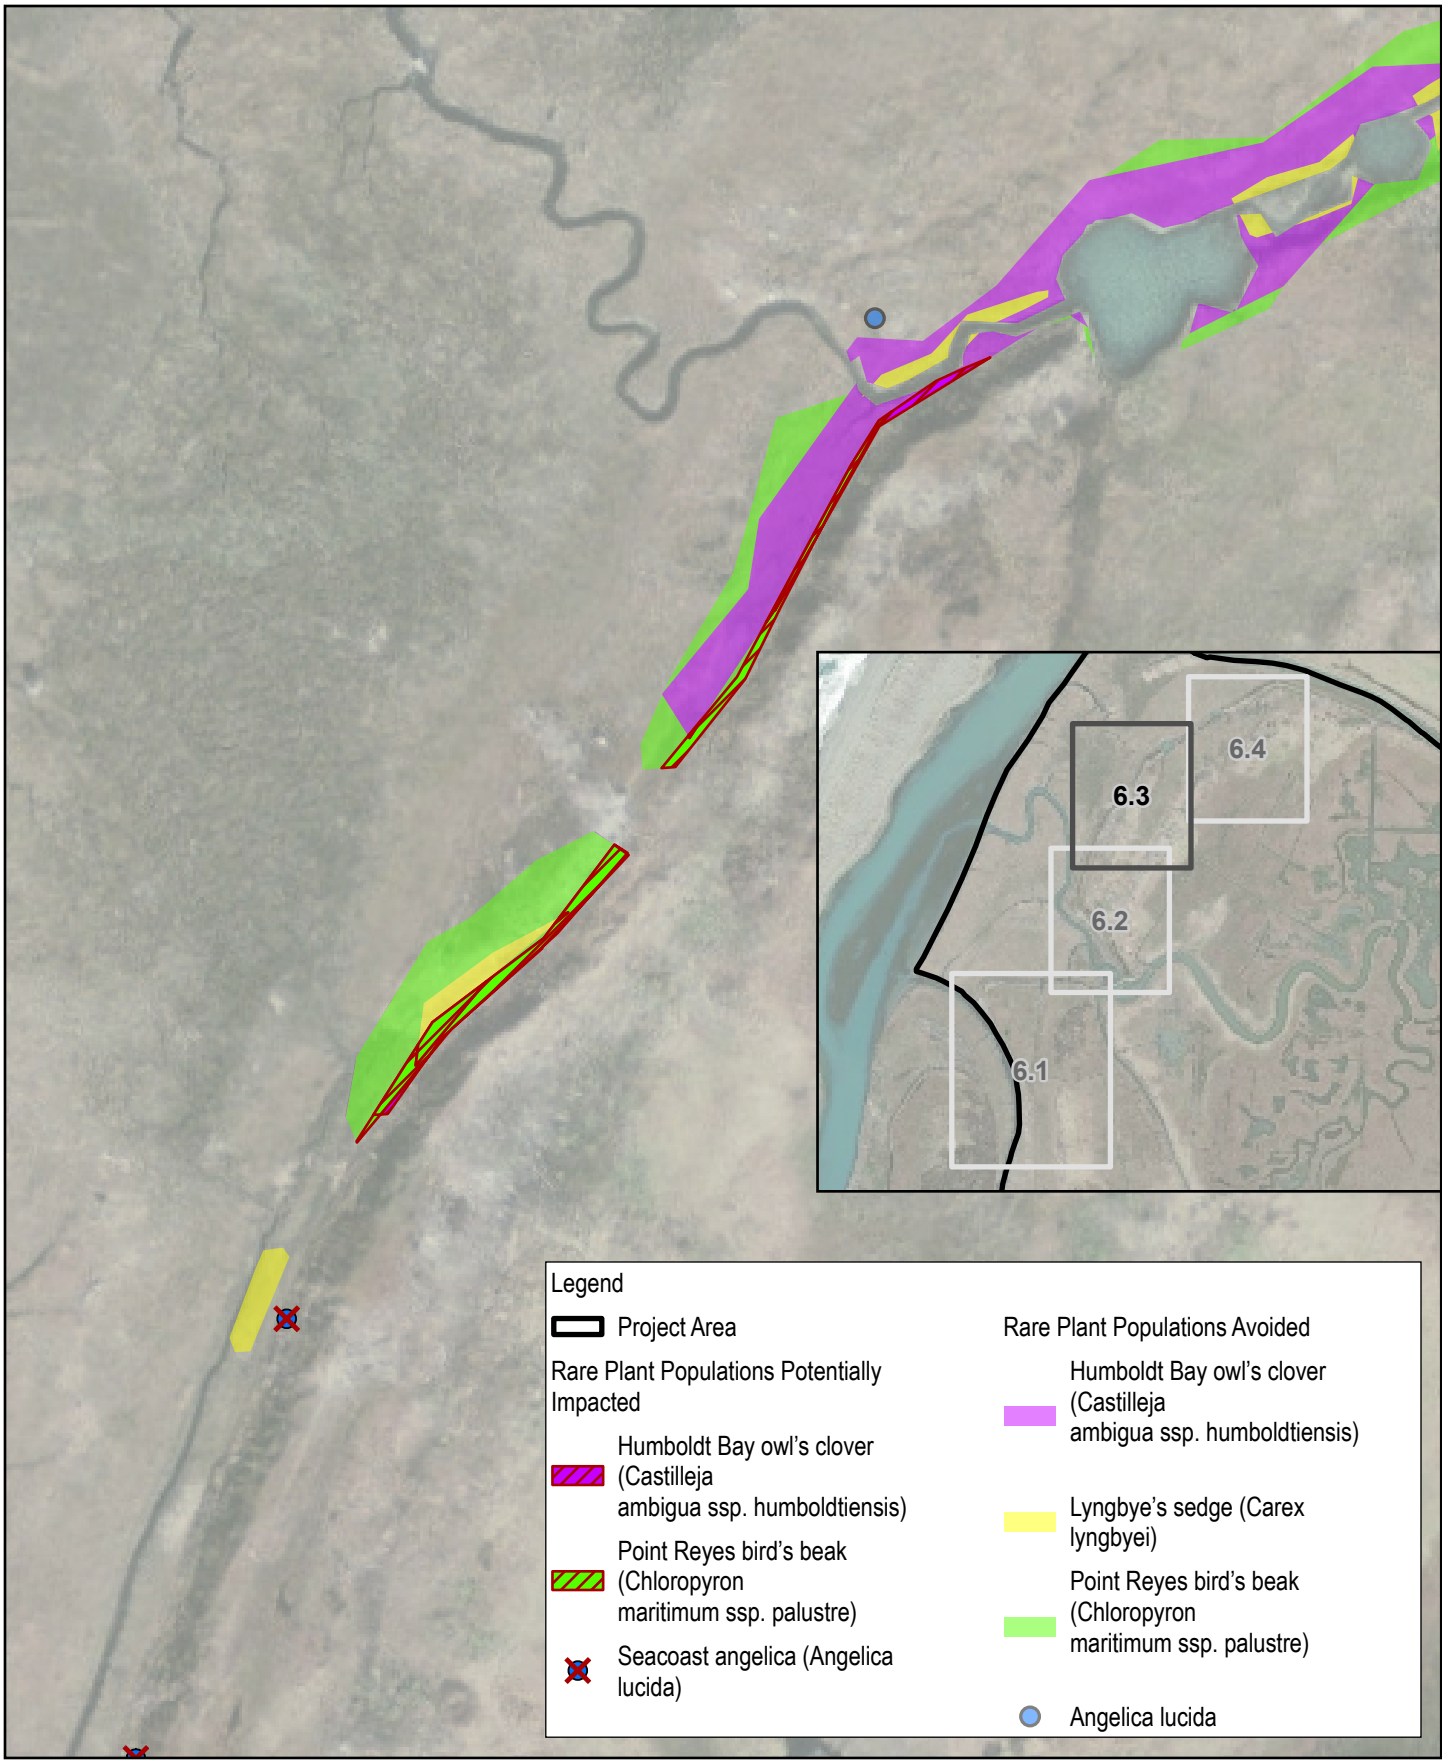 6.4
6.3
6.2
6.1
Legend
Project Area
Rare Plant Populations Potentially
Impacted
Humboldt Bay owl's clover
(Castilleja
ambigua ssp. humboldtiensis)
Point Reyes bird's beak
(Chloropyron
maritimum ssp. palustre)
Seacoast angelica (Angelica
lucida)
Rare Plant Populations Avoided
Humboldt Bay owl's clover
(Castilleja
ambigua ssp. humboldtiensis)
Lyngbye's sedge (Carex
lyngbyei)
Point Reyes bird's beak
(Chloropyron
maritimum ssp. palustre)
Angelica lucida